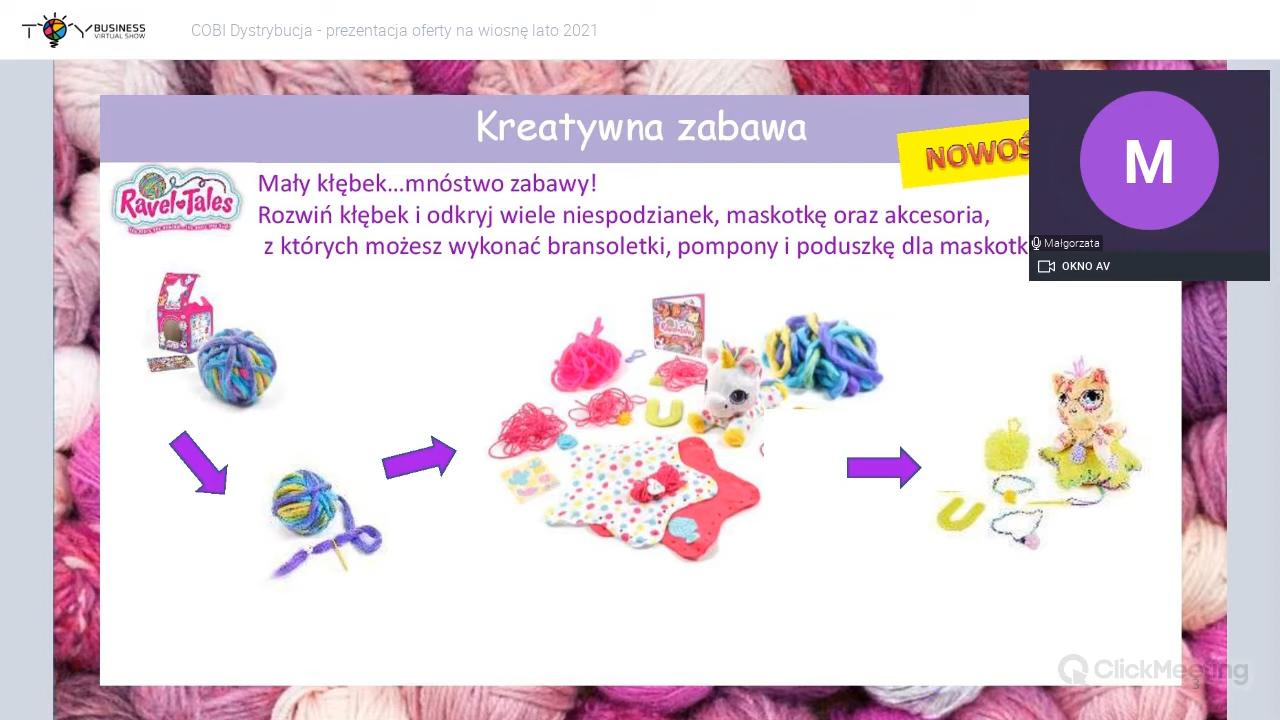 TOY BUSINESS
VIRTUAL SHOW
COBI Dystrybucja - prezentacja oferty na wiosnę lato 2021
Kreatywna zabawa
NOWOŚ
M
Małgorzata
OKNO AV
Ravel Tales
Mały kłębek...mnóstwo zabawy!
Rozwiń kłębek i odkryj wiele niespodzianek, maskotkę oraz akcesoria,
z których możesz wykonać bransoletki, pompony i poduszkę dla maskotk
ClickMeeting
3